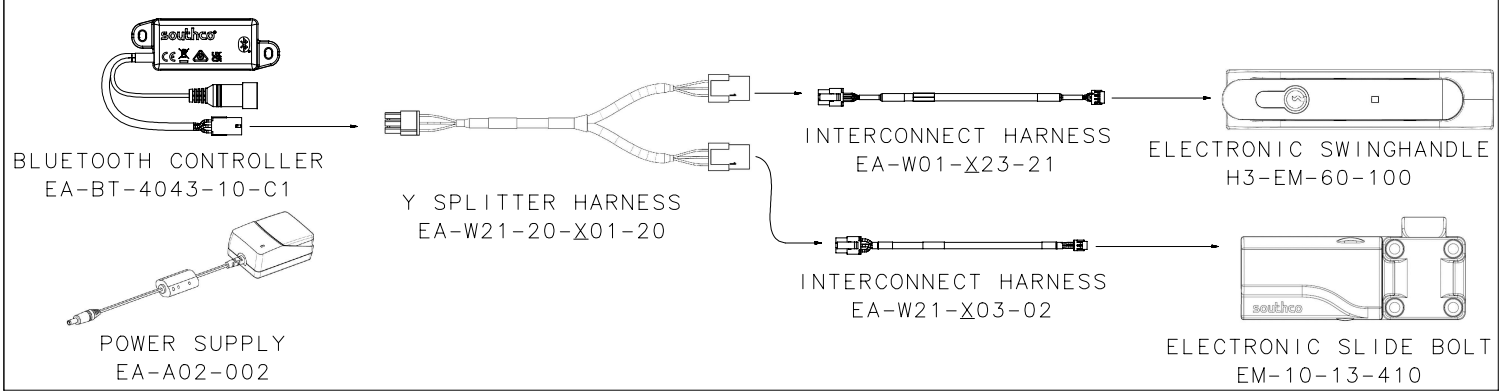 southco
CE
BLUETOOTH CONTROLLER
EA-BT-4043-10-C1
POWER SUPPLY
EA-A02-002
Y SPLITTER HARNESS
EA-W21-20-X01-20
INTERCONNECT HARNESS
EA-W01-X23-21
INTERCONNECT HARNESS
EA-W21-X03-02
ELECTRONIC SWINGHANDLE
H3-EM-60-100
southco
ELECTRONIC SLIDE BOLT
EM-10-13-410